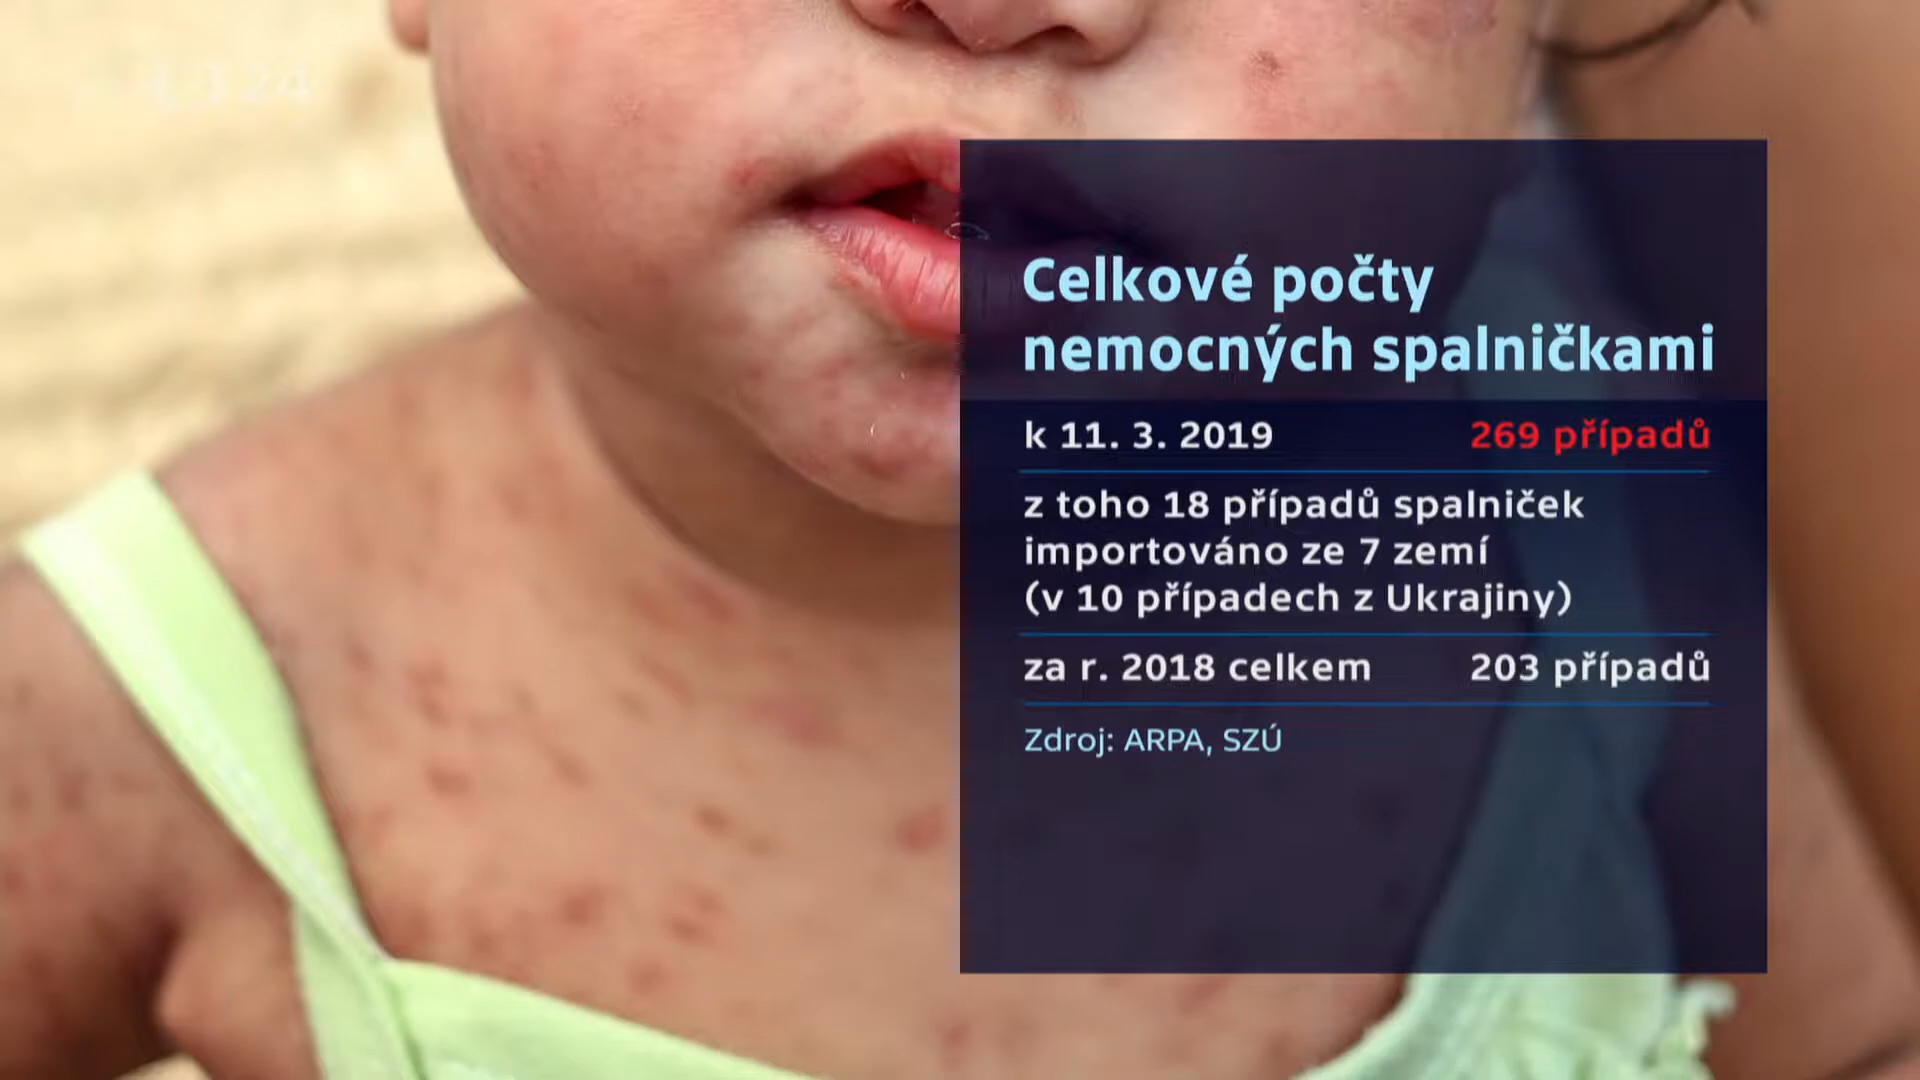 Celkové počty
nemocných spalničkami
k 11. 3. 2019 269 případů
z toho 18 případů spalniček
importováno ze 7 zemí
(v 10 případech z Ukrajiny)
za r. 2018 celkem 203 případů
Zdroj: ARPA, SZÚ